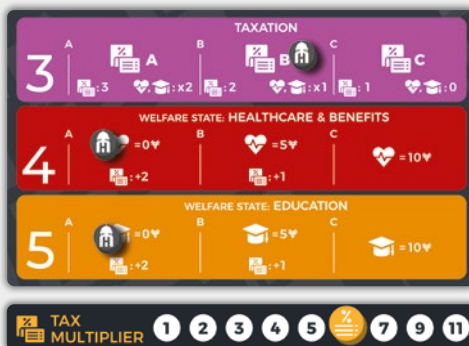 TAXATION
3
A B C
A B C
:3 :x2 :2 :x1 :1 :0
WELFARE STATE: HEALTHCARE & BENEFITS
4
A B C
=0 =5 =10
:+2 :+1
WELFARE STATE: EDUCATION
5
A B C
=0 =5 =10
:+2 :+1
TAX
MULTIPLIER 1 2 3 4 5 7 9 11